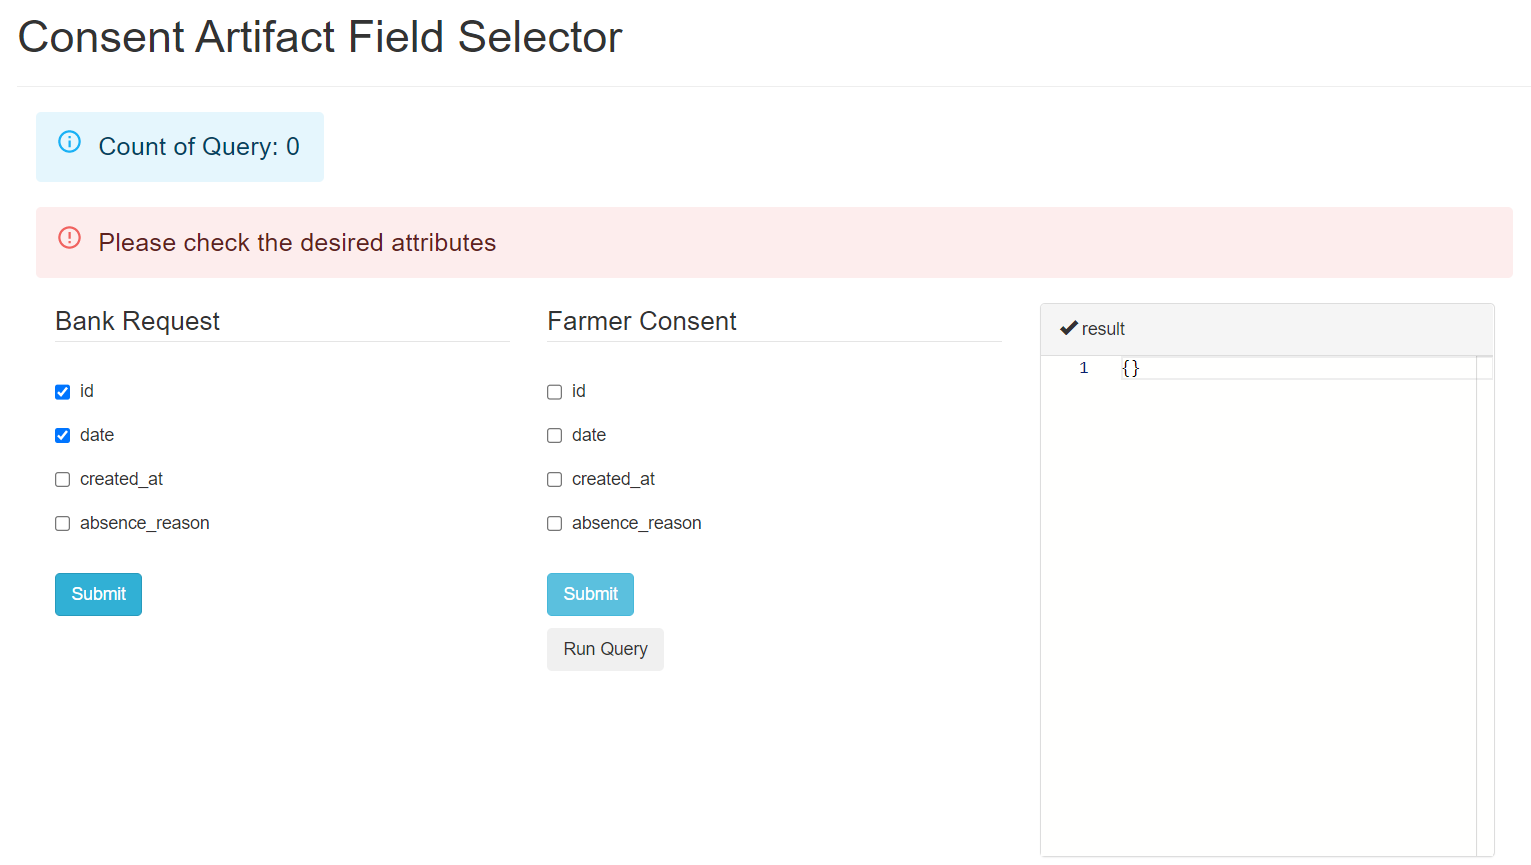 Consent Artifact Field Selector
Count of Query: 0
Please check the desired attributes
Bank Request
id
date
created_at
absence_reason
Submit
Farmer Consent
id
date
created_at
absence_reason
Submit
Run Query
result
1 {}